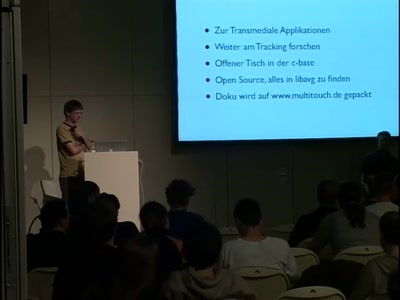 Zur Transmediale Applikationen
Weiter am Tracking forschen
Offener Tisch in der c-base
Open Source, alles in libavg zu finden
Doku wird auf www.multitouch.de gepackt